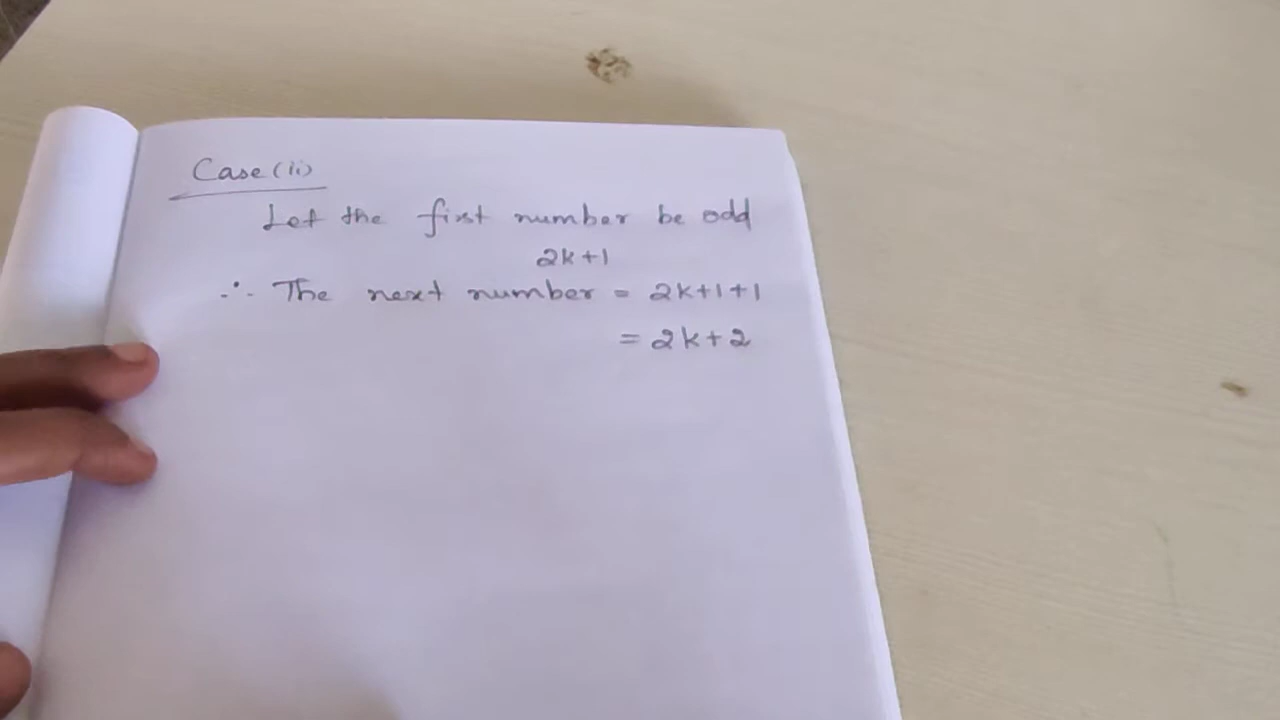 Case (ii)
Let the first number be odd
2k+1
∴ The next number = 2k+1+1
= 2k+2